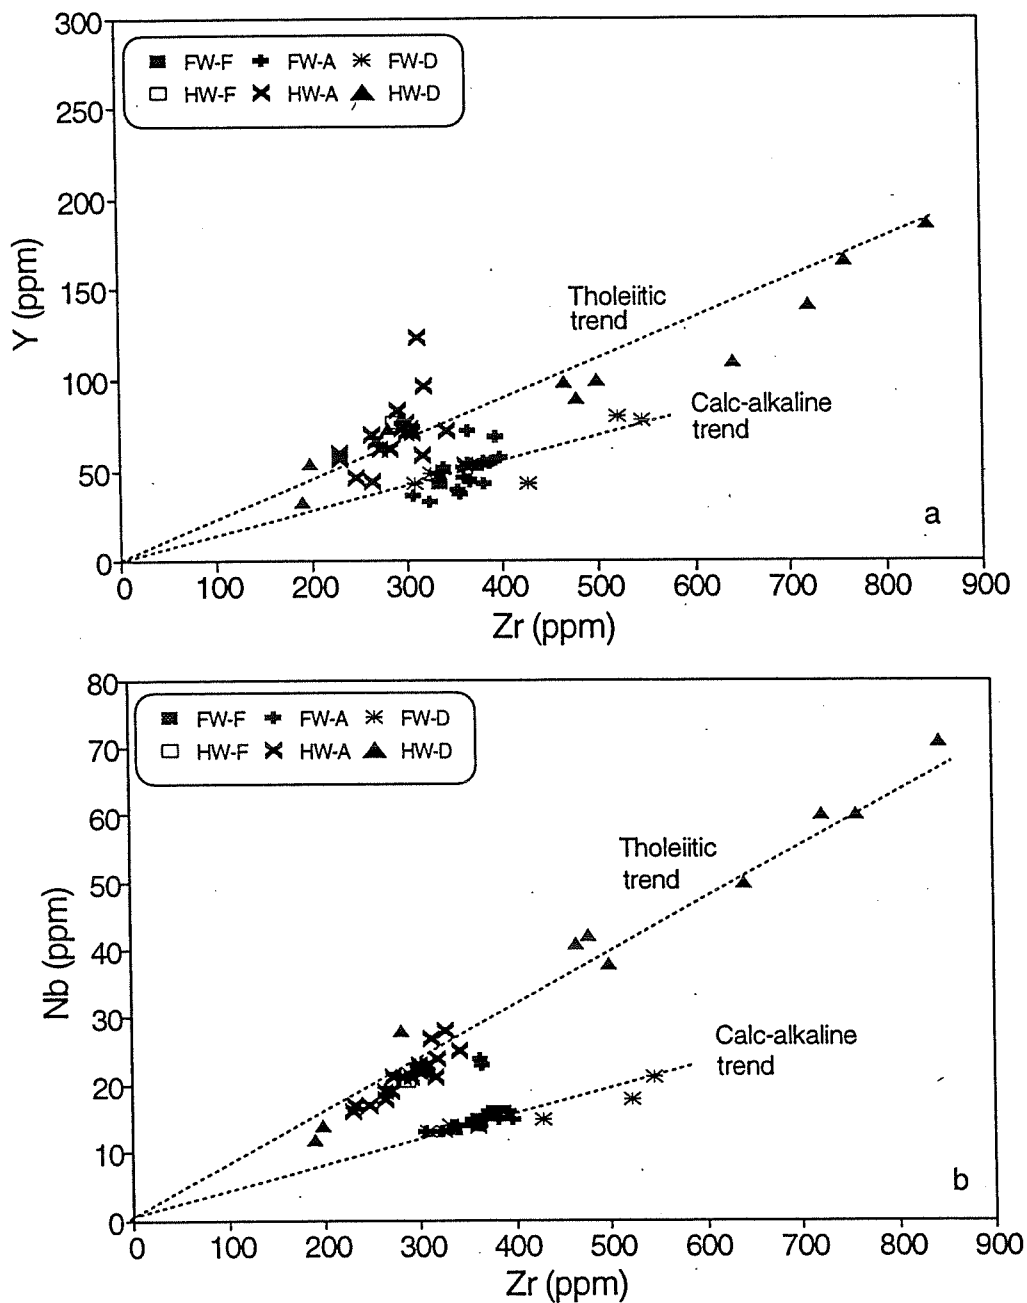 300
250
200
150
100
50
0
Y (ppm)
FW-F FW-A FW-D
HW-F HW-A HW-D
Tholeiitic
trend
Calc-alkaline
trend
a
0 100 200 300 400 500 600 700 800 900
Zr (ppm)
80
70
60
50
40
30
20
10
0
Nb (ppm)
FW-F FW-A FW-D
HW-F HW-A HW-D
Tholeiitic
trend
Calc-alkaline
trend
b
0 100 200 300 400 500 600 700 800 900
Zr (ppm)